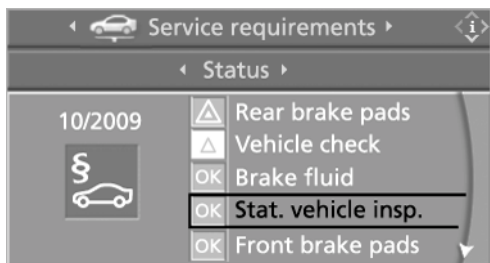 Service requirements
Status
10/2009
§
Rear brake pads
Vehicle check
OK Brake fluid
OK Stat. vehicle insp.
OK Front brake pads